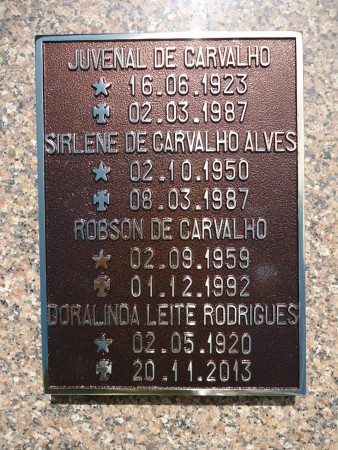 JUVENAL DE CARVALHO
★ 16.06.1923
✠ 02.03.1987
SIRLENE DE CARVALHO ALVES
★ 02.10.1950
✠ 08.03.1987
ROBSON DE CARVALHO
★ 02.09.1959
✠ 01.12.1992
DORALINDA LEITE RODRIGUES
★ 02.05.1920
✠ 20.11.2013